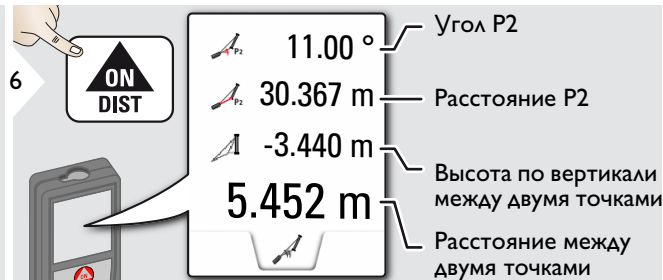 6
ON
DIST
P2 11.00 °
Угол P2
P2 30.367 m
Расстояние P2
-3.440 m
Высота по вертикали
между двумя точками
5.452 m
Расстояние между
двумя точками
ON